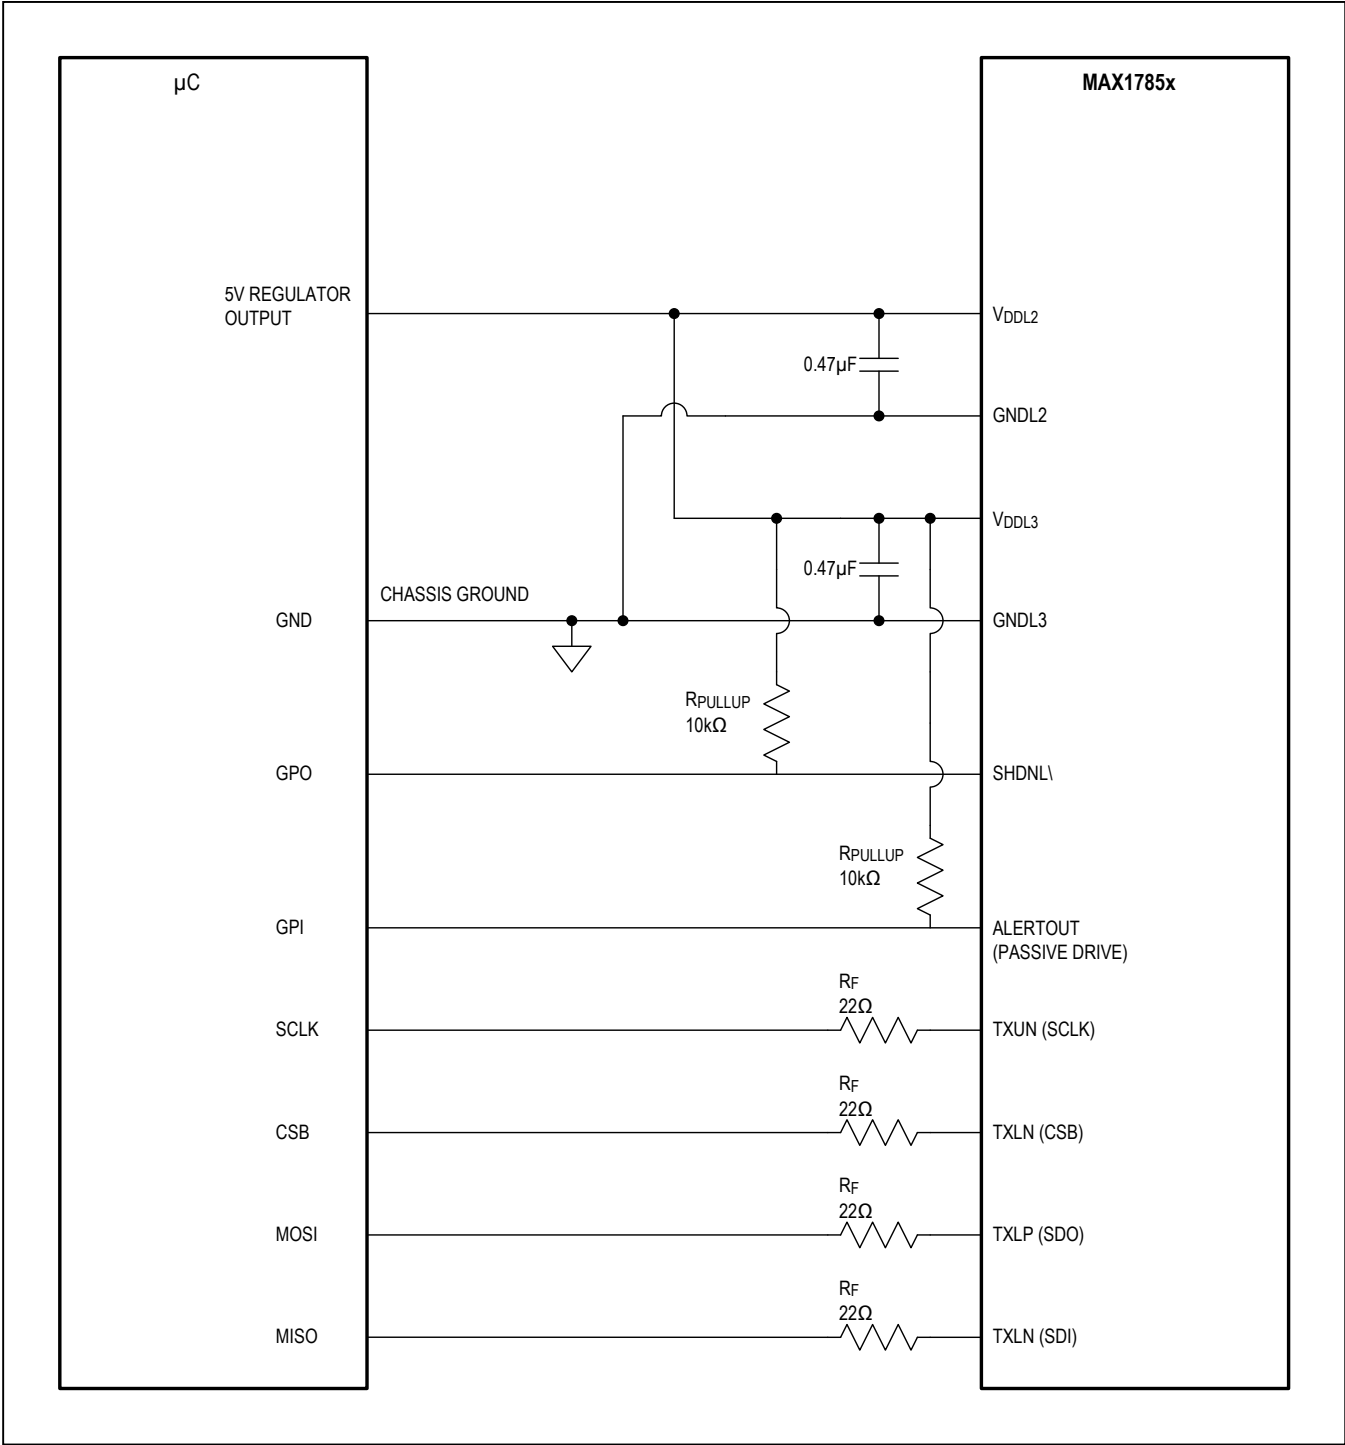 µC
MAX1785x
5V REGULATOR
OUTPUT
VDDL2
0.47µF
GNDL2
VDDL3
0.47µF
CHASSIS GROUND
GND
GNDL3
RPULLUP
10kΩ
GPO
SHDNL\
RPULLUP
10kΩ
GPI
ALERTOUT
(PASSIVE DRIVE)
RF
22Ω
SCLK
TXUN (SCLK)
RF
22Ω
CSB
TXLN (CSB)
RF
22Ω
MOSI
TXLP (SDO)
RF
22Ω
MISO
TXLN (SDI)